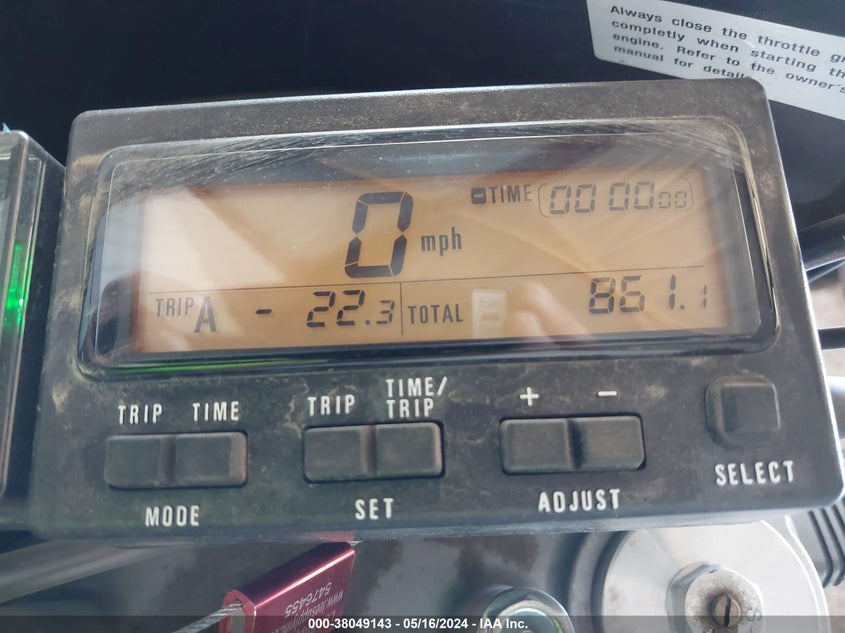 Always close the throttle
completly when starting
engine. Refer to the owner's
manual for
0 mph
TIME 00 00 00
TRIP A - 22.3
TOTAL 861.1
TRIP TIME
MODE
TRIP TIME/TRIP
SET
+ -
ADJUST
SELECT
5476455
000-38049143 - 05/16/2024 - IAA Inc.